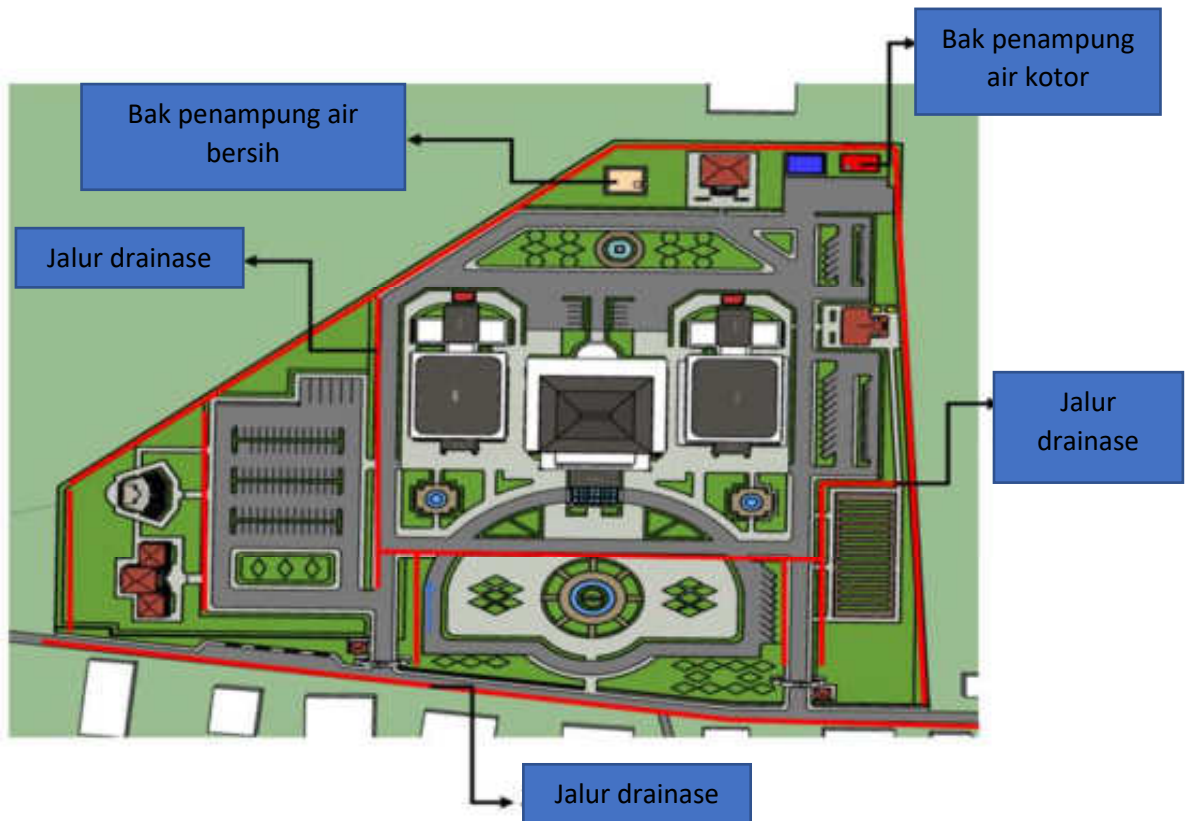 Bak penampung
air kotor
Bak penampung air
bersih
Jalur drainase
Jalur
drainase
Jalur drainase